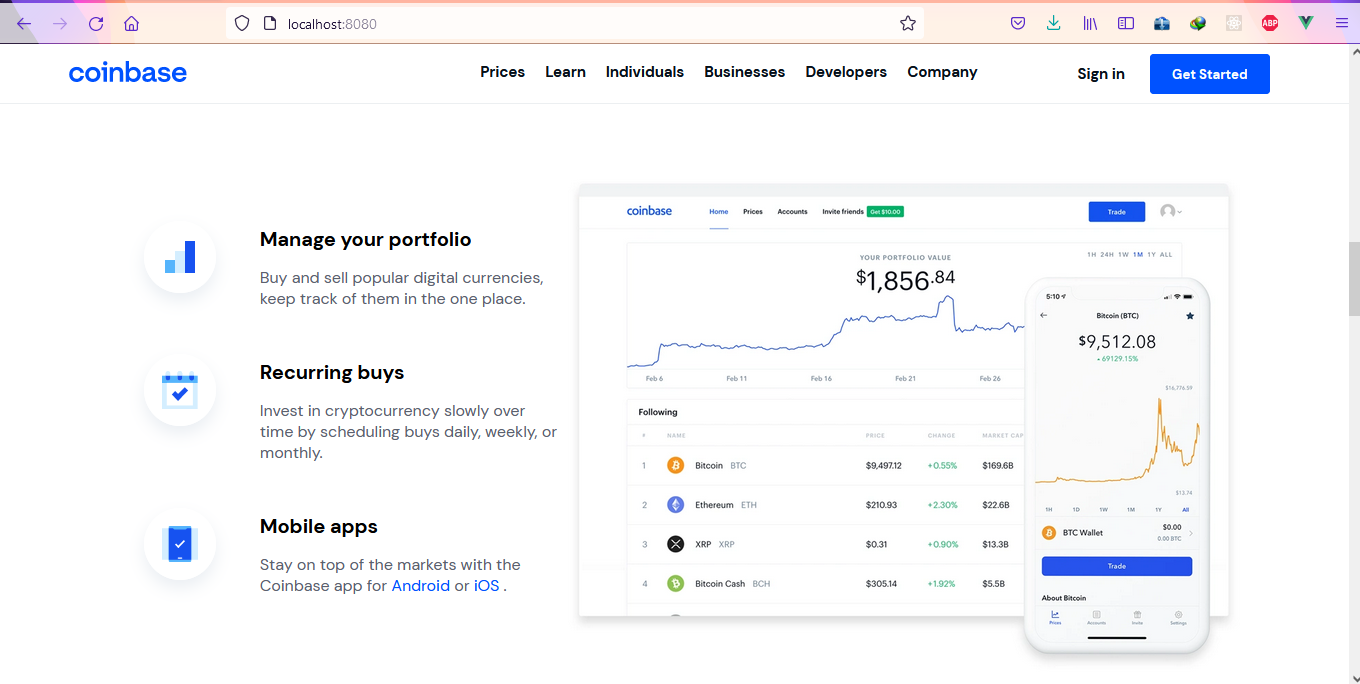 localhost:8080
ABP
coinbase
Prices Learn Individuals Businesses Developers Company
Sign in
Get Started
Manage your portfolio
Buy and sell popular digital currencies,
keep track of them in the one place.
Recurring buys
Invest in cryptocurrency slowly over
time by scheduling buys daily, weekly, or
monthly.
Mobile apps
Stay on top of the markets with the
Coinbase app for Android or iOS .
coinbase
Home Prices Accounts Invite friends Get $10.00
Trade
YOUR PORTFOLIO VALUE
$1,856.84
1H 24H 1W 1M 1Y ALL
Feb 6 Feb 11 Feb 16 Feb 21 Feb 26
Following
# NAME PRICE CHANGE MARKET CAP
1 Bitcoin BTC $9,497.12 +0.55% $169.6B
2 Ethereum ETH $210.93 +2.30% $22.6B
3 XRP XRP $0.31 +0.90% $13.3B
4 Bitcoin Cash BCH $305.14 +1.92% $5.5B
5:10
Bitcoin (BTC)
$9,512.08
69129.15%
$16,776.59
$13.74
1H 1D 1W 1M 1Y All
BTC Wallet
$0.00
0.00 BTC
Trade
About Bitcoin
Prices Accounts Invite Settings